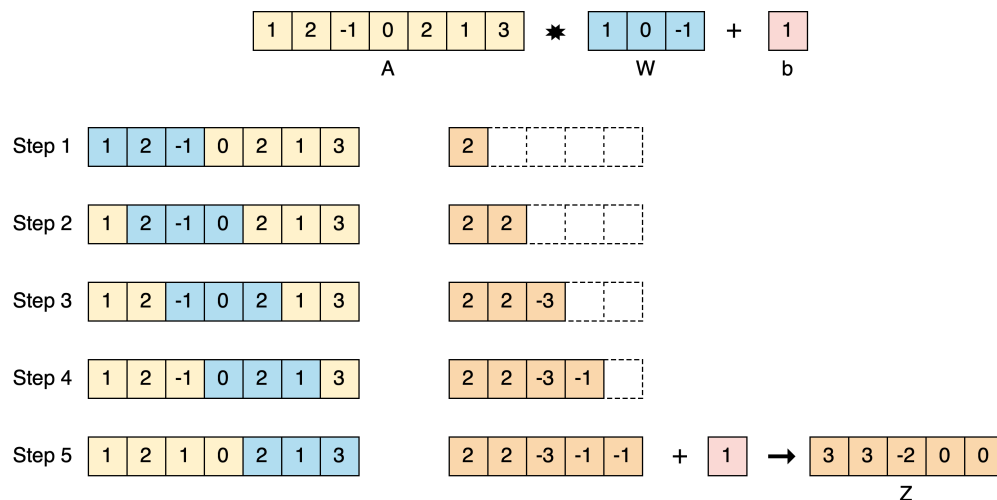 1 2 -1 0 2 1 3 ✸ 1 0 -1 + 1
A W b
Step 1 1 2 -1 0 2 1 3 2
Step 2 1 2 -1 0 2 1 3 2 2
Step 3 1 2 -1 0 2 1 3 2 2 -3
Step 4 1 2 -1 0 2 1 3 2 2 -3 -1
Step 5 1 2 1 0 2 1 3 2 2 -3 -1 -1 + 1 → 3 3 -2 0 0
Z